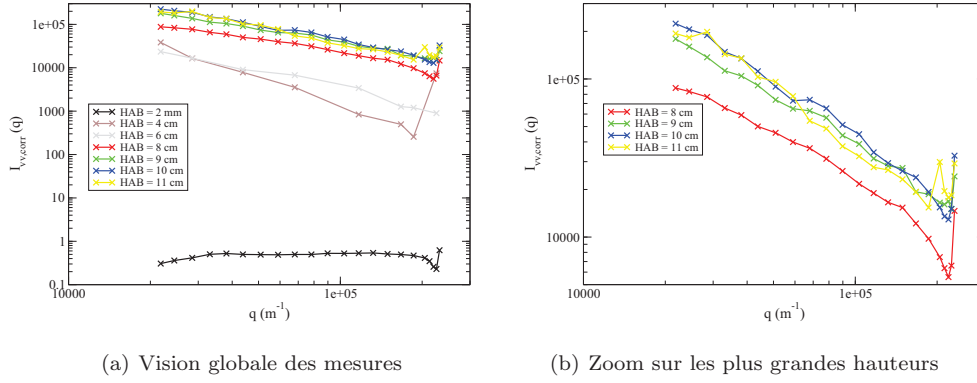 1e+05
10000
1000
100
10
1
0.1
I_vv,corr (q)
HAB = 2 mm
HAB = 4 cm
HAB = 6 cm
HAB = 8 cm
HAB = 9 cm
HAB = 10 cm
HAB = 11 cm
10000
1e+05
q (m⁻¹)
(a) Vision globale des mesures
1e+05
10000
I_vv,corr (q)
HAB = 8 cm
HAB = 9 cm
HAB = 10 cm
HAB = 11 cm
10000
1e+05
q (m⁻¹)
(b) Zoom sur les plus grandes hauteurs